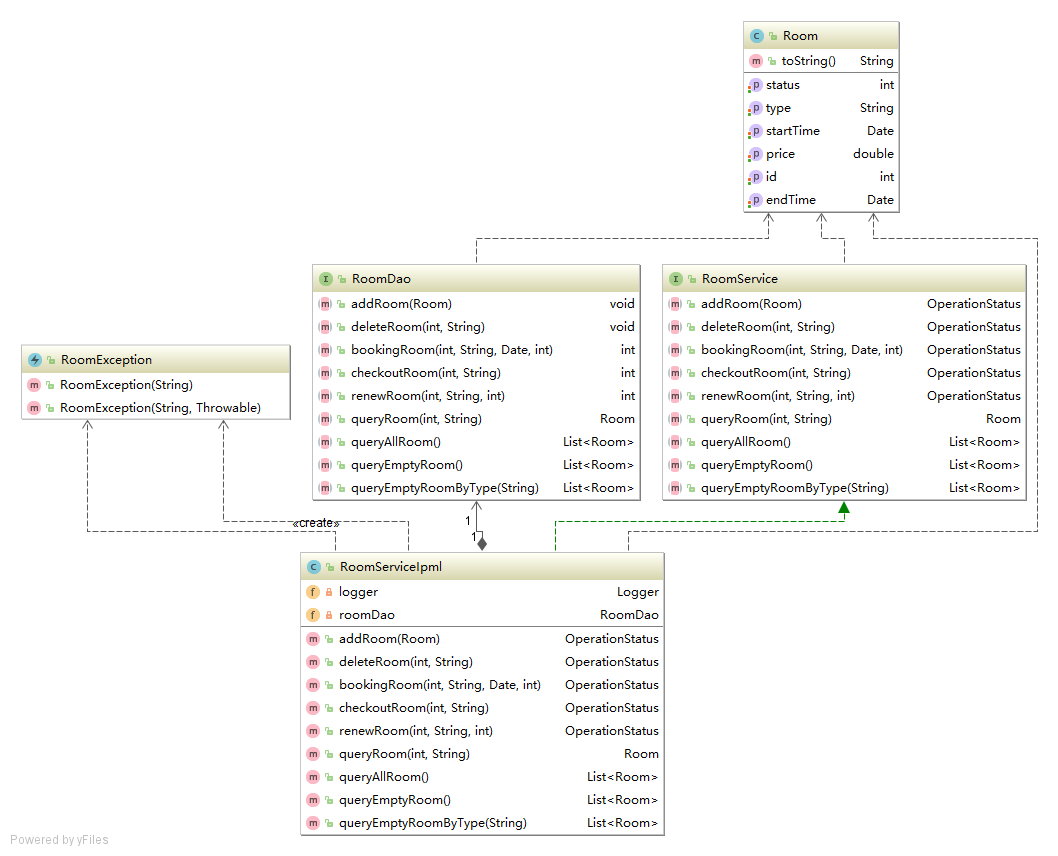 Room
toString() String
status int
type String
startTime Date
price double
id int
endTime Date
RoomDao
addRoom(Room) void
deleteRoom(int, String) void
bookingRoom(int, String, Date, int) int
checkoutRoom(int, String) int
renewRoom(int, String, int) int
queryRoom(int, String) Room
queryAllRoom() List<Room>
queryEmptyRoom() List<Room>
queryEmptyRoomByType(String) List<Room>
RoomService
addRoom(Room) OperationStatus
deleteRoom(int, String) OperationStatus
bookingRoom(int, String, Date, int) OperationStatus
checkoutRoom(int, String) OperationStatus
renewRoom(int, String, int) OperationStatus
queryRoom(int, String) Room
queryAllRoom() List<Room>
queryEmptyRoom() List<Room>
queryEmptyRoomByType(String) List<Room>
RoomException
RoomException(String)
RoomException(String, Throwable)
«create»
1
1
RoomServiceIpml
logger Logger
roomDao RoomDao
addRoom(Room) OperationStatus
deleteRoom(int, String) OperationStatus
bookingRoom(int, String, Date, int) OperationStatus
checkoutRoom(int, String) OperationStatus
renewRoom(int, String, int) OperationStatus
queryRoom(int, String) Room
queryAllRoom() List<Room>
queryEmptyRoom() List<Room>
queryEmptyRoomByType(String) List<Room>
Powered by yFiles